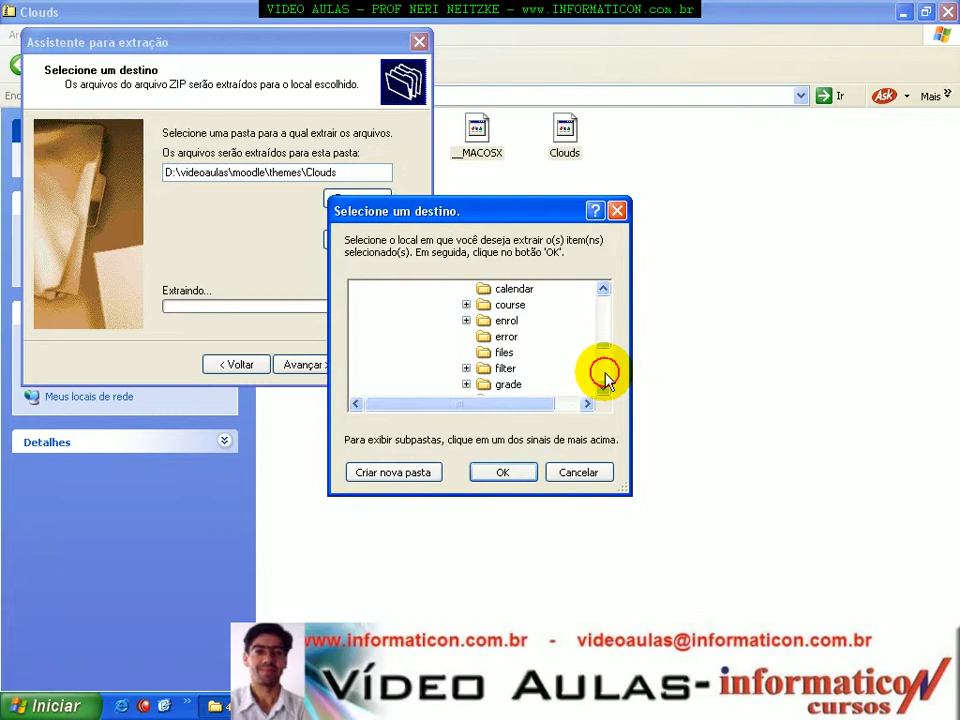 Clouds
VIDEO AULAS - PROF NERI NEITZKE - www.INFORMATICON.com.br
Assistente para extração
Selecione um destino
Os arquivos do arquivo ZIP serão extraídos para o local escolhido.
Ir
Ask
Mais
Selecione uma pasta para a qual extrair os arquivos.
Os arquivos serão extraídos para esta pasta:
D:\videoaulas\moodle\themes\Clouds
__MACOSX
Clouds
Selecione um destino.
Selecione o local em que você deseja extrair o(s) item(ns)
selecionado(s). Em seguida, clique no botão 'OK'.
Extraindo...
calendar
course
enrol
error
files
filter
grade
< Voltar
Avançar >
Meus locais de rede
Detalhes
Para exibir subpastas, clique em um dos sinais de mais acima.
Criar nova pasta
OK
Cancelar
www.informaticon.com.br - videoaulas@informaticon.com.br
VÍDEO AULAS- informaticon
cursos
Iniciar